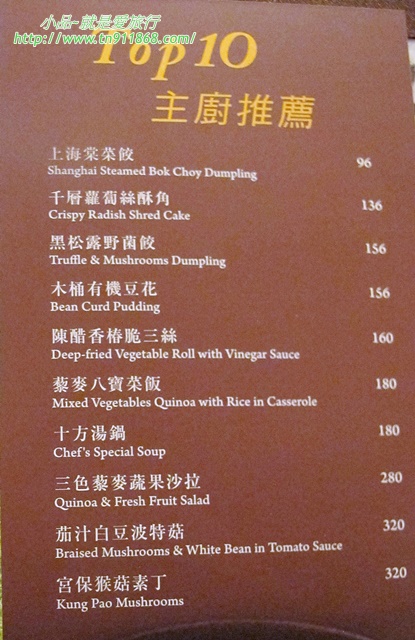 小品~就是愛旅行
http://www.tn911868.com/
Top 10
主廚推薦
上海棠菜餃
96
Shanghai Steamed Bok Choy Dumpling
千層蘿蔔絲酥角
136
Crispy Radish Shred Cake
黑松露野菌餃
156
Truffle & Mushrooms Dumpling
木桶有機豆花
156
Bean Curd Pudding
陳醋香椿脆三絲
160
Deep-fried Vegetable Roll with Vinegar Sauce
藜麥八寶菜飯
180
Mixed Vegetables Quinoa with Rice in Casserole
十方湯鍋
180
Chef's Special Soup
三色藜麥蔬果沙拉
280
Quinoa & Fresh Fruit Salad
茄汁白豆波特菇
320
Braised Mushrooms & White Bean in Tomato Sauce
宮保猴菇素丁
320
Kung Pao Mushrooms